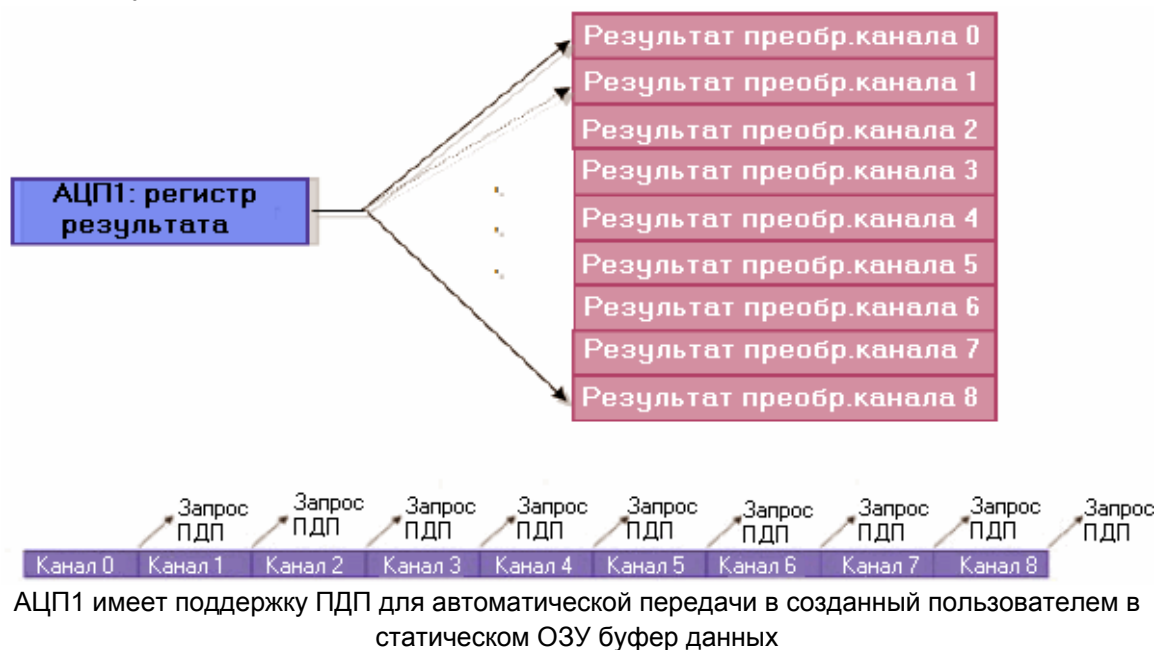 Результат преобр.канала 0
Результат преобр.канала 1
Результат преобр.канала 2
Результат преобр.канала 3
Результат преобр.канала 4
Результат преобр.канала 5
Результат преобр.канала 6
Результат преобр.канала 7
Результат преобр.канала 8
АЦП1: регистр
результата
Запрос
ПДП
Запрос
ПДП
Запрос
ПДП
Запрос
ПДП
Запрос
ПДП
Запрос
ПДП
Запрос
ПДП
Запрос
ПДП
Запрос
ПДП
Канал 0
Канал 1
Канал 2
Канал 3
Канал 4
Канал 5
Канал 6
Канал 7
Канал 8
АЦП1 имеет поддержку ПДП для автоматической передачи в созданный пользователем в
статическом ОЗУ буфер данных